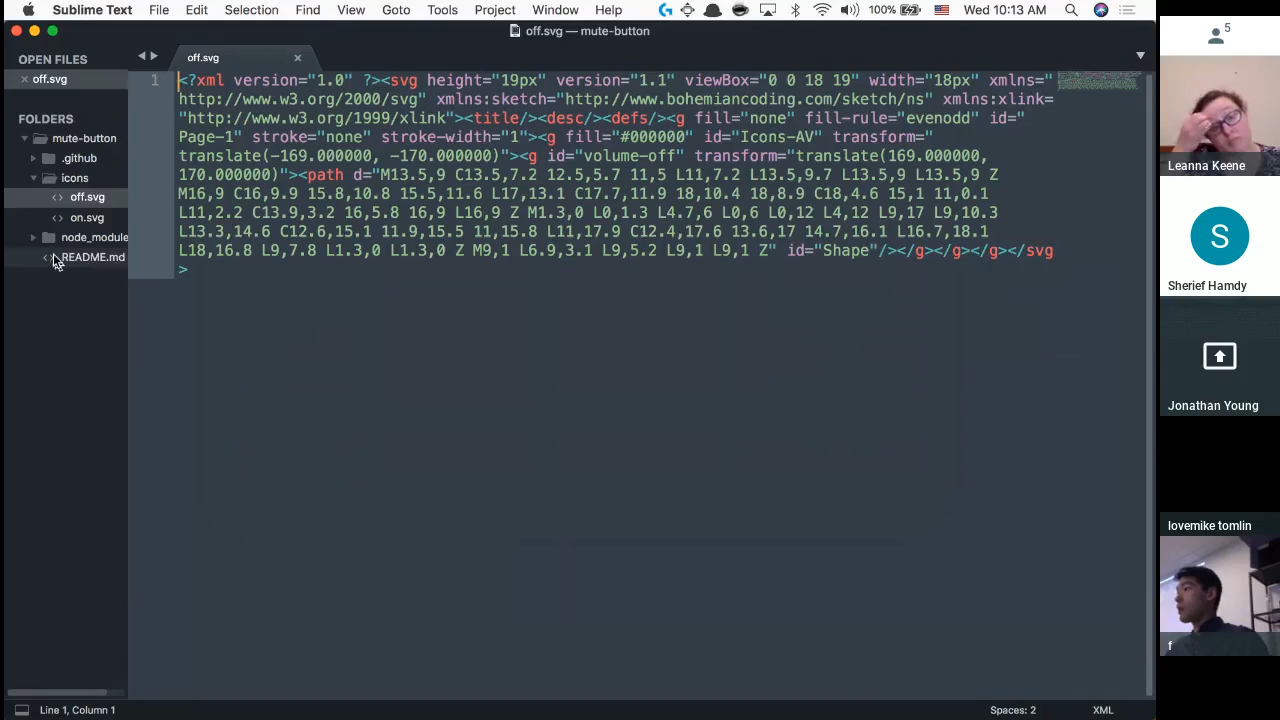 Sublime Text File Edit Selection Find View Goto Tools Project Window Help 100% Wed 10:13 AM
off.svg — mute-button
OPEN FILES
off.svg
FOLDERS
mute-button
.github
icons
off.svg
on.svg
node_module
README.md
off.svg
1
<?xml version="1.0" ?><svg height="19px" version="1.1" viewBox="0 0 18 19" width="18px" xmlns="
http://www.w3.org/2000/svg" xmlns:sketch="http://www.bohemiancoding.com/sketch/ns" xmlns:xlink=
"http://www.w3.org/1999/xlink"><title/><desc/><defs/><g fill="none" fill-rule="evenodd" id="
Page-1" stroke="none" stroke-width="1"><g fill="#000000" id="Icons-AV" transform="
translate(-169.000000, -170.000000)"><g id="volume-off" transform="translate(169.000000,
170.000000)"><path d="M13.5,9 C13.5,7.2 12.5,5.7 11,5 L11,7.2 L13.5,9.7 L13.5,9 L13.5,9 Z
M16,9 C16,9.9 15.8,10.8 15.5,11.6 L17,13.1 C17.7,11.9 18,10.4 18,8.9 C18,4.6 15,1 11,0.1
L11,2.2 C13.9,3.2 16,5.8 16,9 L16,9 Z M1.3,0 L0,1.3 L4.7,6 L0,6 L0,12 L4,12 L9,17 L9,10.3
L13.3,14.6 C12.6,15.1 11.9,15.5 11,15.8 L11,17.9 C12.4,17.6 13.6,17 14.7,16.1 L16.7,18.1
L18,16.8 L9,7.8 L1.3,0 L1.3,0 Z M9,1 L6.9,3.1 L9,5.2 L9,1 L9,1 Z" id="Shape"/></g></g></g></svg
>
Line 1, Column 1
Spaces: 2
XML
5
Leanna Keene
S
Sherief Hamdy
Jonathan Young
lovemike tomlin
f